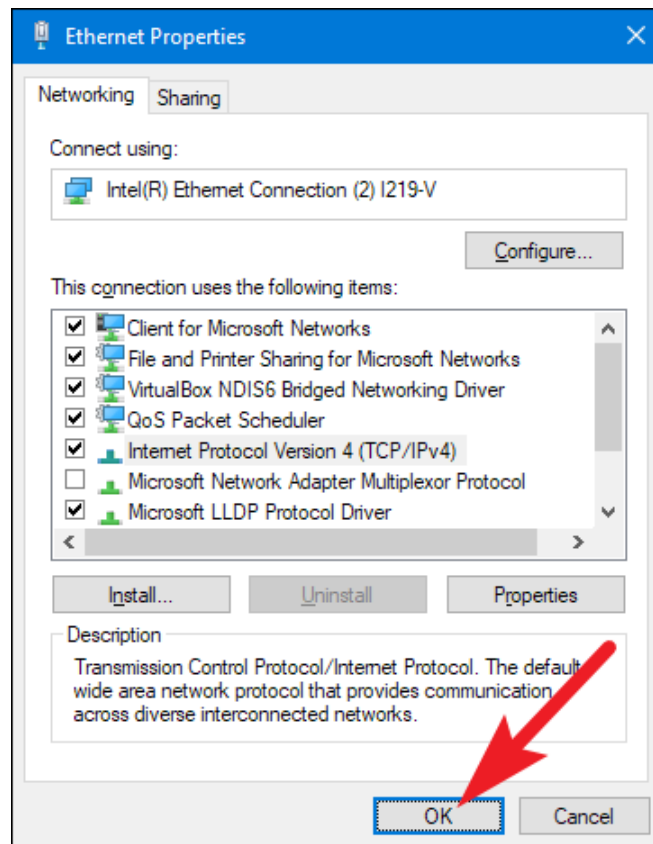 Ethernet Properties
Networking Sharing
Connect using:
Intel(R) Ethernet Connection (2) I219-V
Configure...
This connection uses the following items:
Client for Microsoft Networks
File and Printer Sharing for Microsoft Networks
VirtualBox NDIS6 Bridged Networking Driver
QoS Packet Scheduler
Internet Protocol Version 4 (TCP/IPv4)
Microsoft Network Adapter Multiplexor Protocol
Microsoft LLDP Protocol Driver
Install... Uninstall Properties
Description
Transmission Control Protocol/Internet Protocol. The default
wide area network protocol that provides communication
across diverse interconnected networks.
OK Cancel